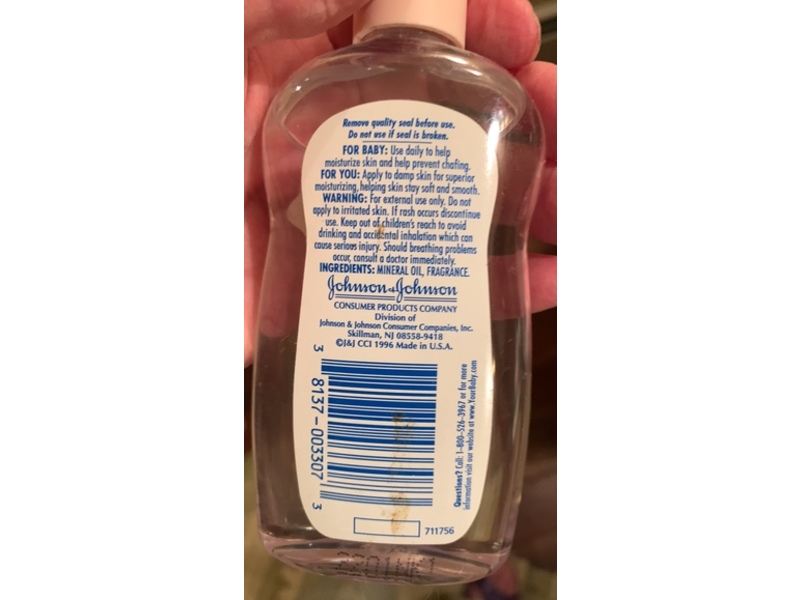 Remove quality seal before use.
Do not use if seal is broken.
FOR BABY: Use daily to help
moisturize skin and help prevent chafing.
FOR YOU: Apply to damp skin for superior
moisturizing, helping skin stay soft and smooth.
WARNING: For external use only. Do not
apply to irritated skin. If rash occurs discontinue
use. Keep out of children's reach to avoid
drinking and accidental inhalation which can
cause serious injury. Should breathing problems
occur, consult a doctor immediately.
INGREDIENTS: MINERAL OIL, FRAGRANCE.
Johnson & Johnson
CONSUMER PRODUCTS COMPANY
Division of
Johnson & Johnson Consumer Companies, Inc.
Skillman, NJ 08558-9418
©J&J CCI 1996 Made in U.S.A.
3 8137-003307 3
Questions? Call: 1-800-526-3967 or for more
information visit our website at www.YourBaby.com
711756